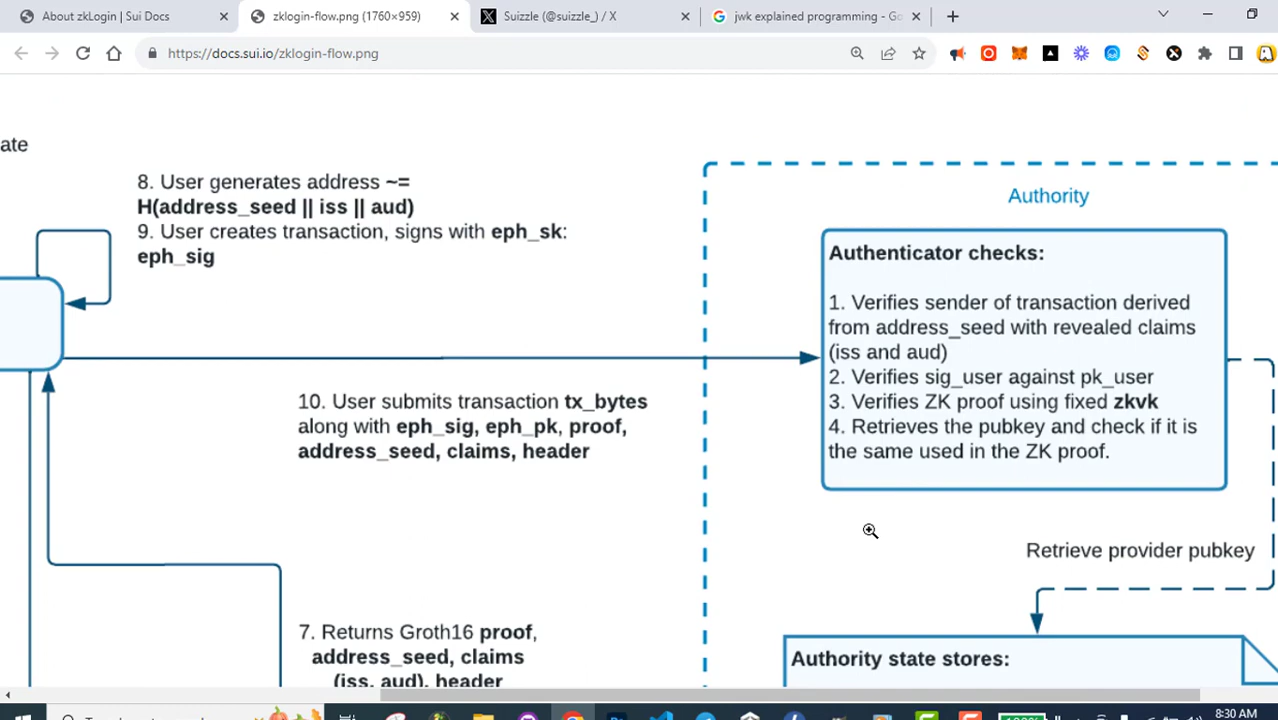 About zkLogin | Sui Docs
zklogin-flow.png (1760×959)
Suizzle (@suizzle_) / X
jwk explained programming - Go
https://docs.sui.io/zklogin-flow.png
ate
8. User generates address ~=
H(address_seed || iss || aud)
9. User creates transaction, signs with eph_sk:
eph_sig
10. User submits transaction tx_bytes
along with eph_sig, eph_pk, proof,
address_seed, claims, header
7. Returns Groth16 proof,
address_seed, claims
(iss, aud), header
Authority
Authenticator checks:
1. Verifies sender of transaction derived
from address_seed with revealed claims
(iss and aud)
2. Verifies sig_user against pk_user
3. Verifies ZK proof using fixed zkvk
4. Retrieves the pubkey and check if it is
the same used in the ZK proof.
Retrieve provider pubkey
Authority state stores:
100%
8:30 AM